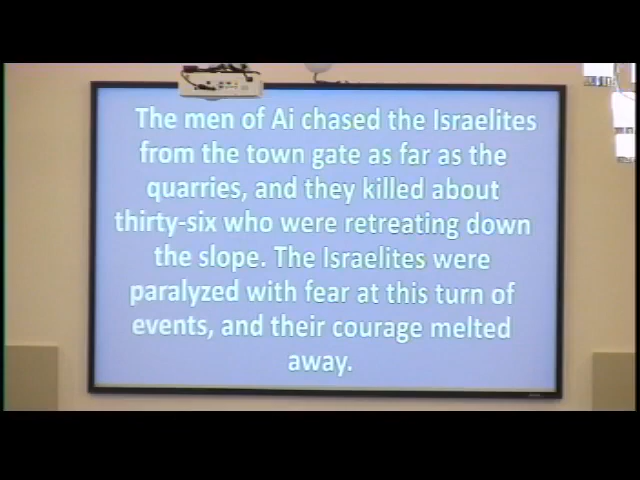 The men of Ai chased the Israelites
from the town gate as far as the
quarries, and they killed about
thirty-six who were retreating down
the slope. The Israelites were
paralyzed with fear at this turn of
events, and their courage melted
away.